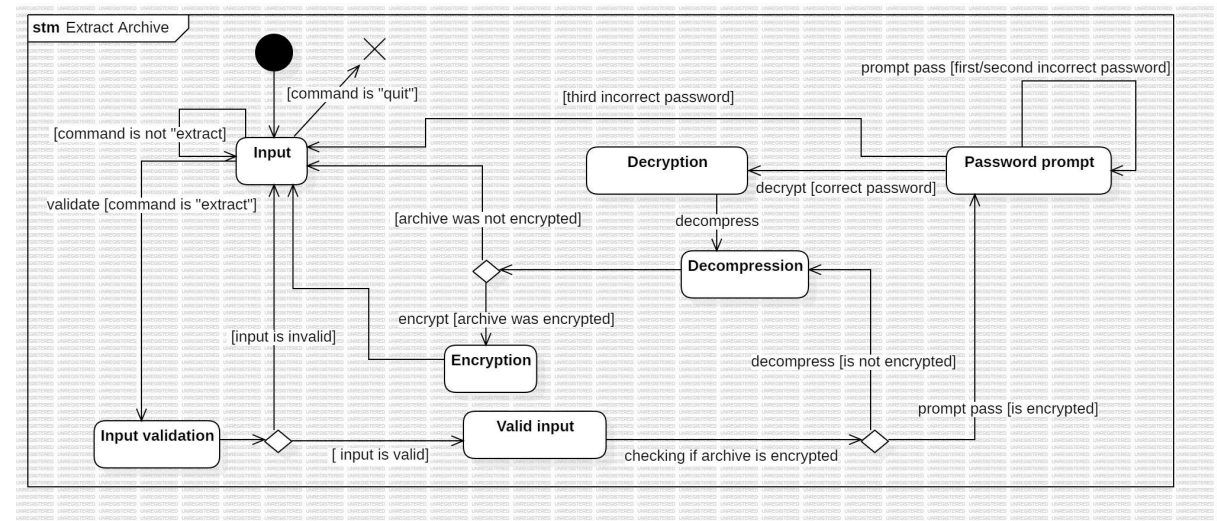 stm Extract Archive
[command is "quit"]
prompt pass [first/second incorrect password]
[third incorrect password]
[command is not "extract]
Input
Decryption
Password prompt
decrypt [correct password]
validate [command is "extract"]
[archive was not encrypted]
decompress
Decompression
encrypt [archive was encrypted]
[input is invalid]
Encryption
decompress [is not encrypted]
prompt pass [is encrypted]
Input validation
Valid input
[ input is valid]
checking if archive is encrypted
UNREGISTERED